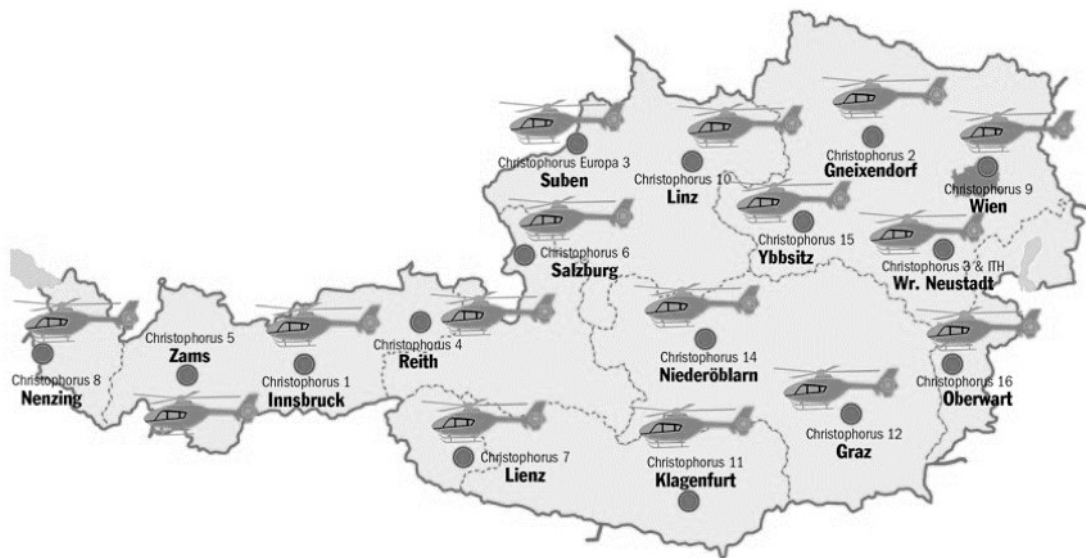 Christophorus 2
Gneixendorf
Christophorus Europa 3
Suben
Christophorus 10
Linz
Christophorus 9
Wien
Christophorus 15
Ybbsitz
Christophorus 6
Salzburg
Christophorus 3 & ITH
Wr. Neustadt
Christophorus 5
Zams
Christophorus 4
Reith
Christophorus 14
Niederöblarn
Christophorus 8
Nenzing
Christophorus 1
Innsbruck
Christophorus 16
Oberwart
Christophorus 12
Graz
Christophorus 7
Lienz
Christophorus 11
Klagenfurt